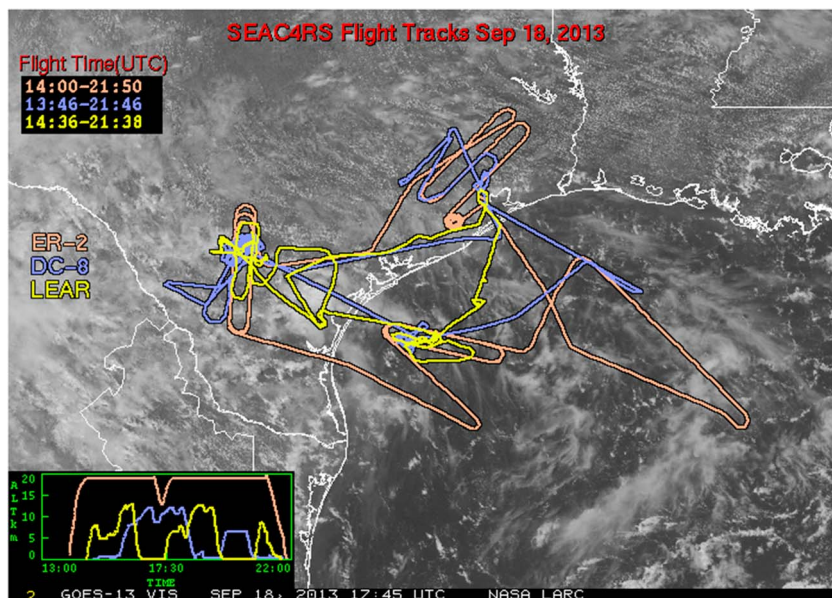 SEAC4RS Flight Tracks Sep 18, 2013
Flight Time(UTC)
14:00-21:50
13:46-21:46
14:36-21:38
ER-2
DC-8
LEAR
ALTkm
20
15
10
5
0
13:00 17:30 22:00
TIME
2 GOES-13 VIS SEP 18, 2013 17:45 UTC NASA LARC